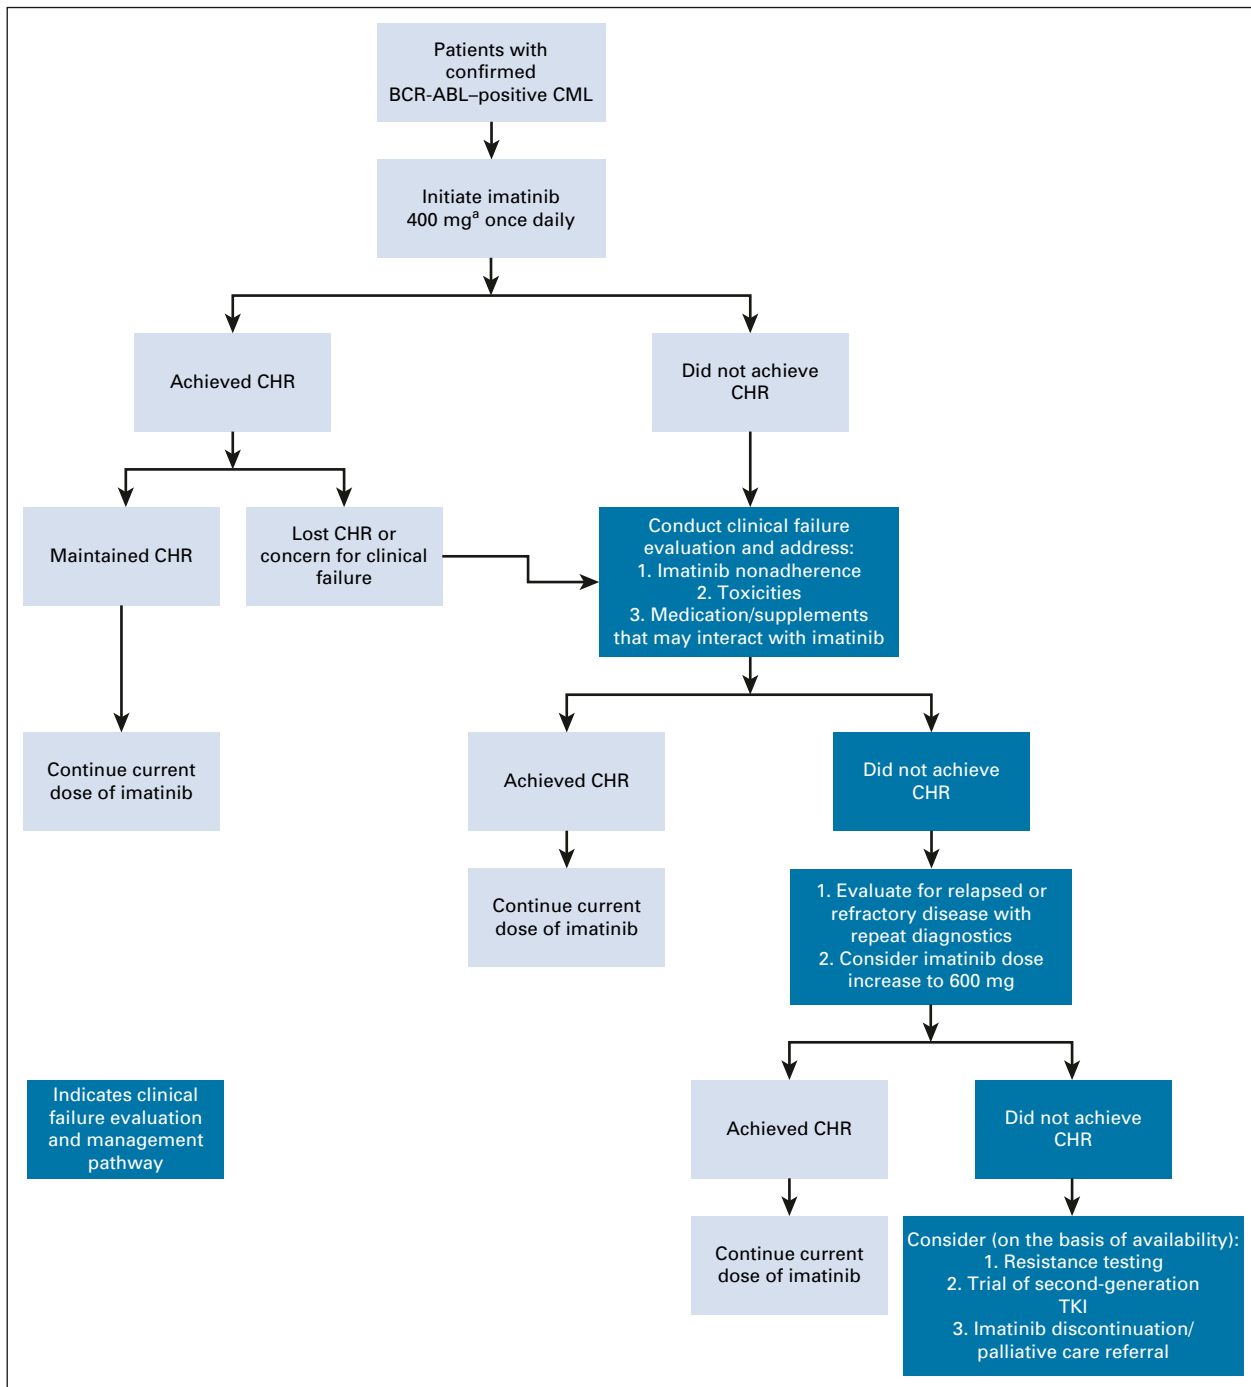 Patients with
confirmed
BCR-ABL–positive CML
Initiate imatinib
400 mgᵃ once daily
Achieved CHR
Did not achieve
CHR
Maintained CHR
Lost CHR or
concern for clinical
failure
Conduct clinical failure
evaluation and address:
1. Imatinib nonadherence
2. Toxicities
3. Medication/supplements
that may interact with imatinib
Continue current
dose of imatinib
Achieved CHR
Did not achieve
CHR
Continue current
dose of imatinib
1. Evaluate for relapsed or
refractory disease with
repeat diagnostics
2. Consider imatinib dose
increase to 600 mg
Indicates clinical
failure evaluation
and management
pathway
Achieved CHR
Did not achieve
CHR
Continue current
dose of imatinib
Consider (on the basis of availability):
1. Resistance testing
2. Trial of second-generation
TKI
3. Imatinib discontinuation/
palliative care referral